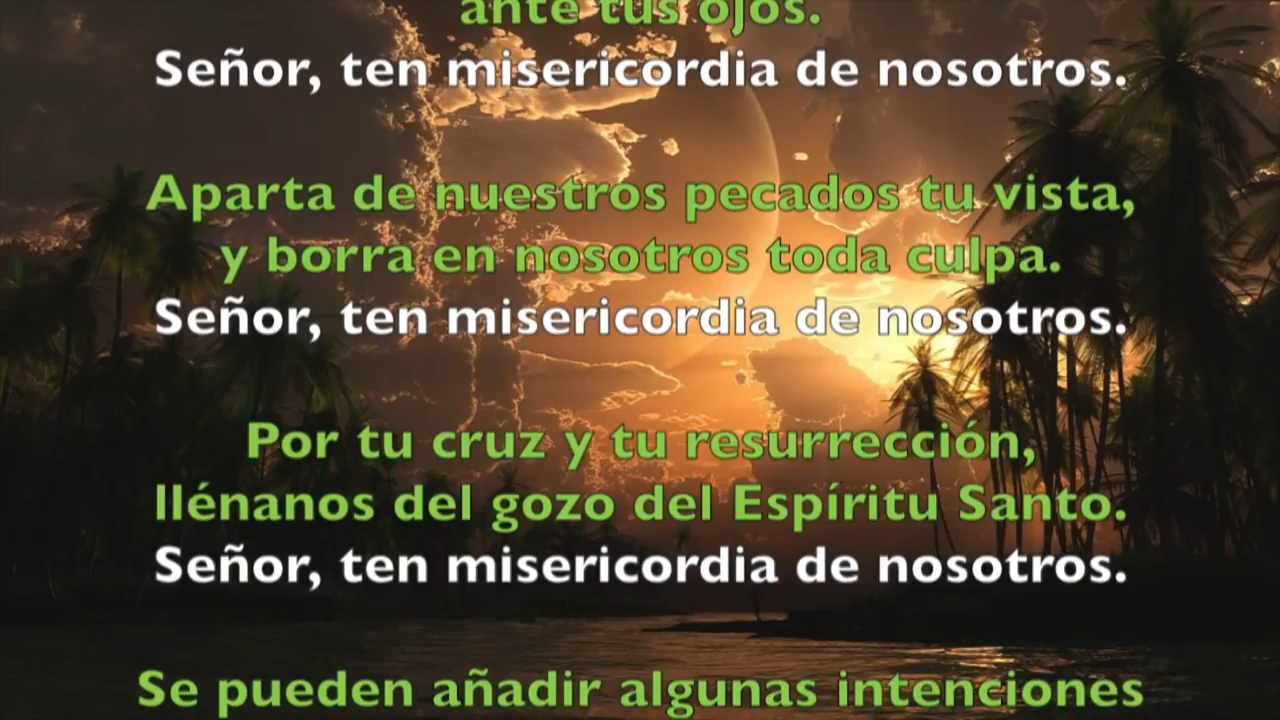 ante tus ojos.
Señor, ten misericordia de nosotros.
Aparta de nuestros pecados tu vista,
y borra en nosotros toda culpa.
Señor, ten misericordia de nosotros.
Por tu cruz y tu resurrección,
llénanos del gozo del Espíritu Santo.
Señor, ten misericordia de nosotros.
Se pueden añadir algunas intenciones